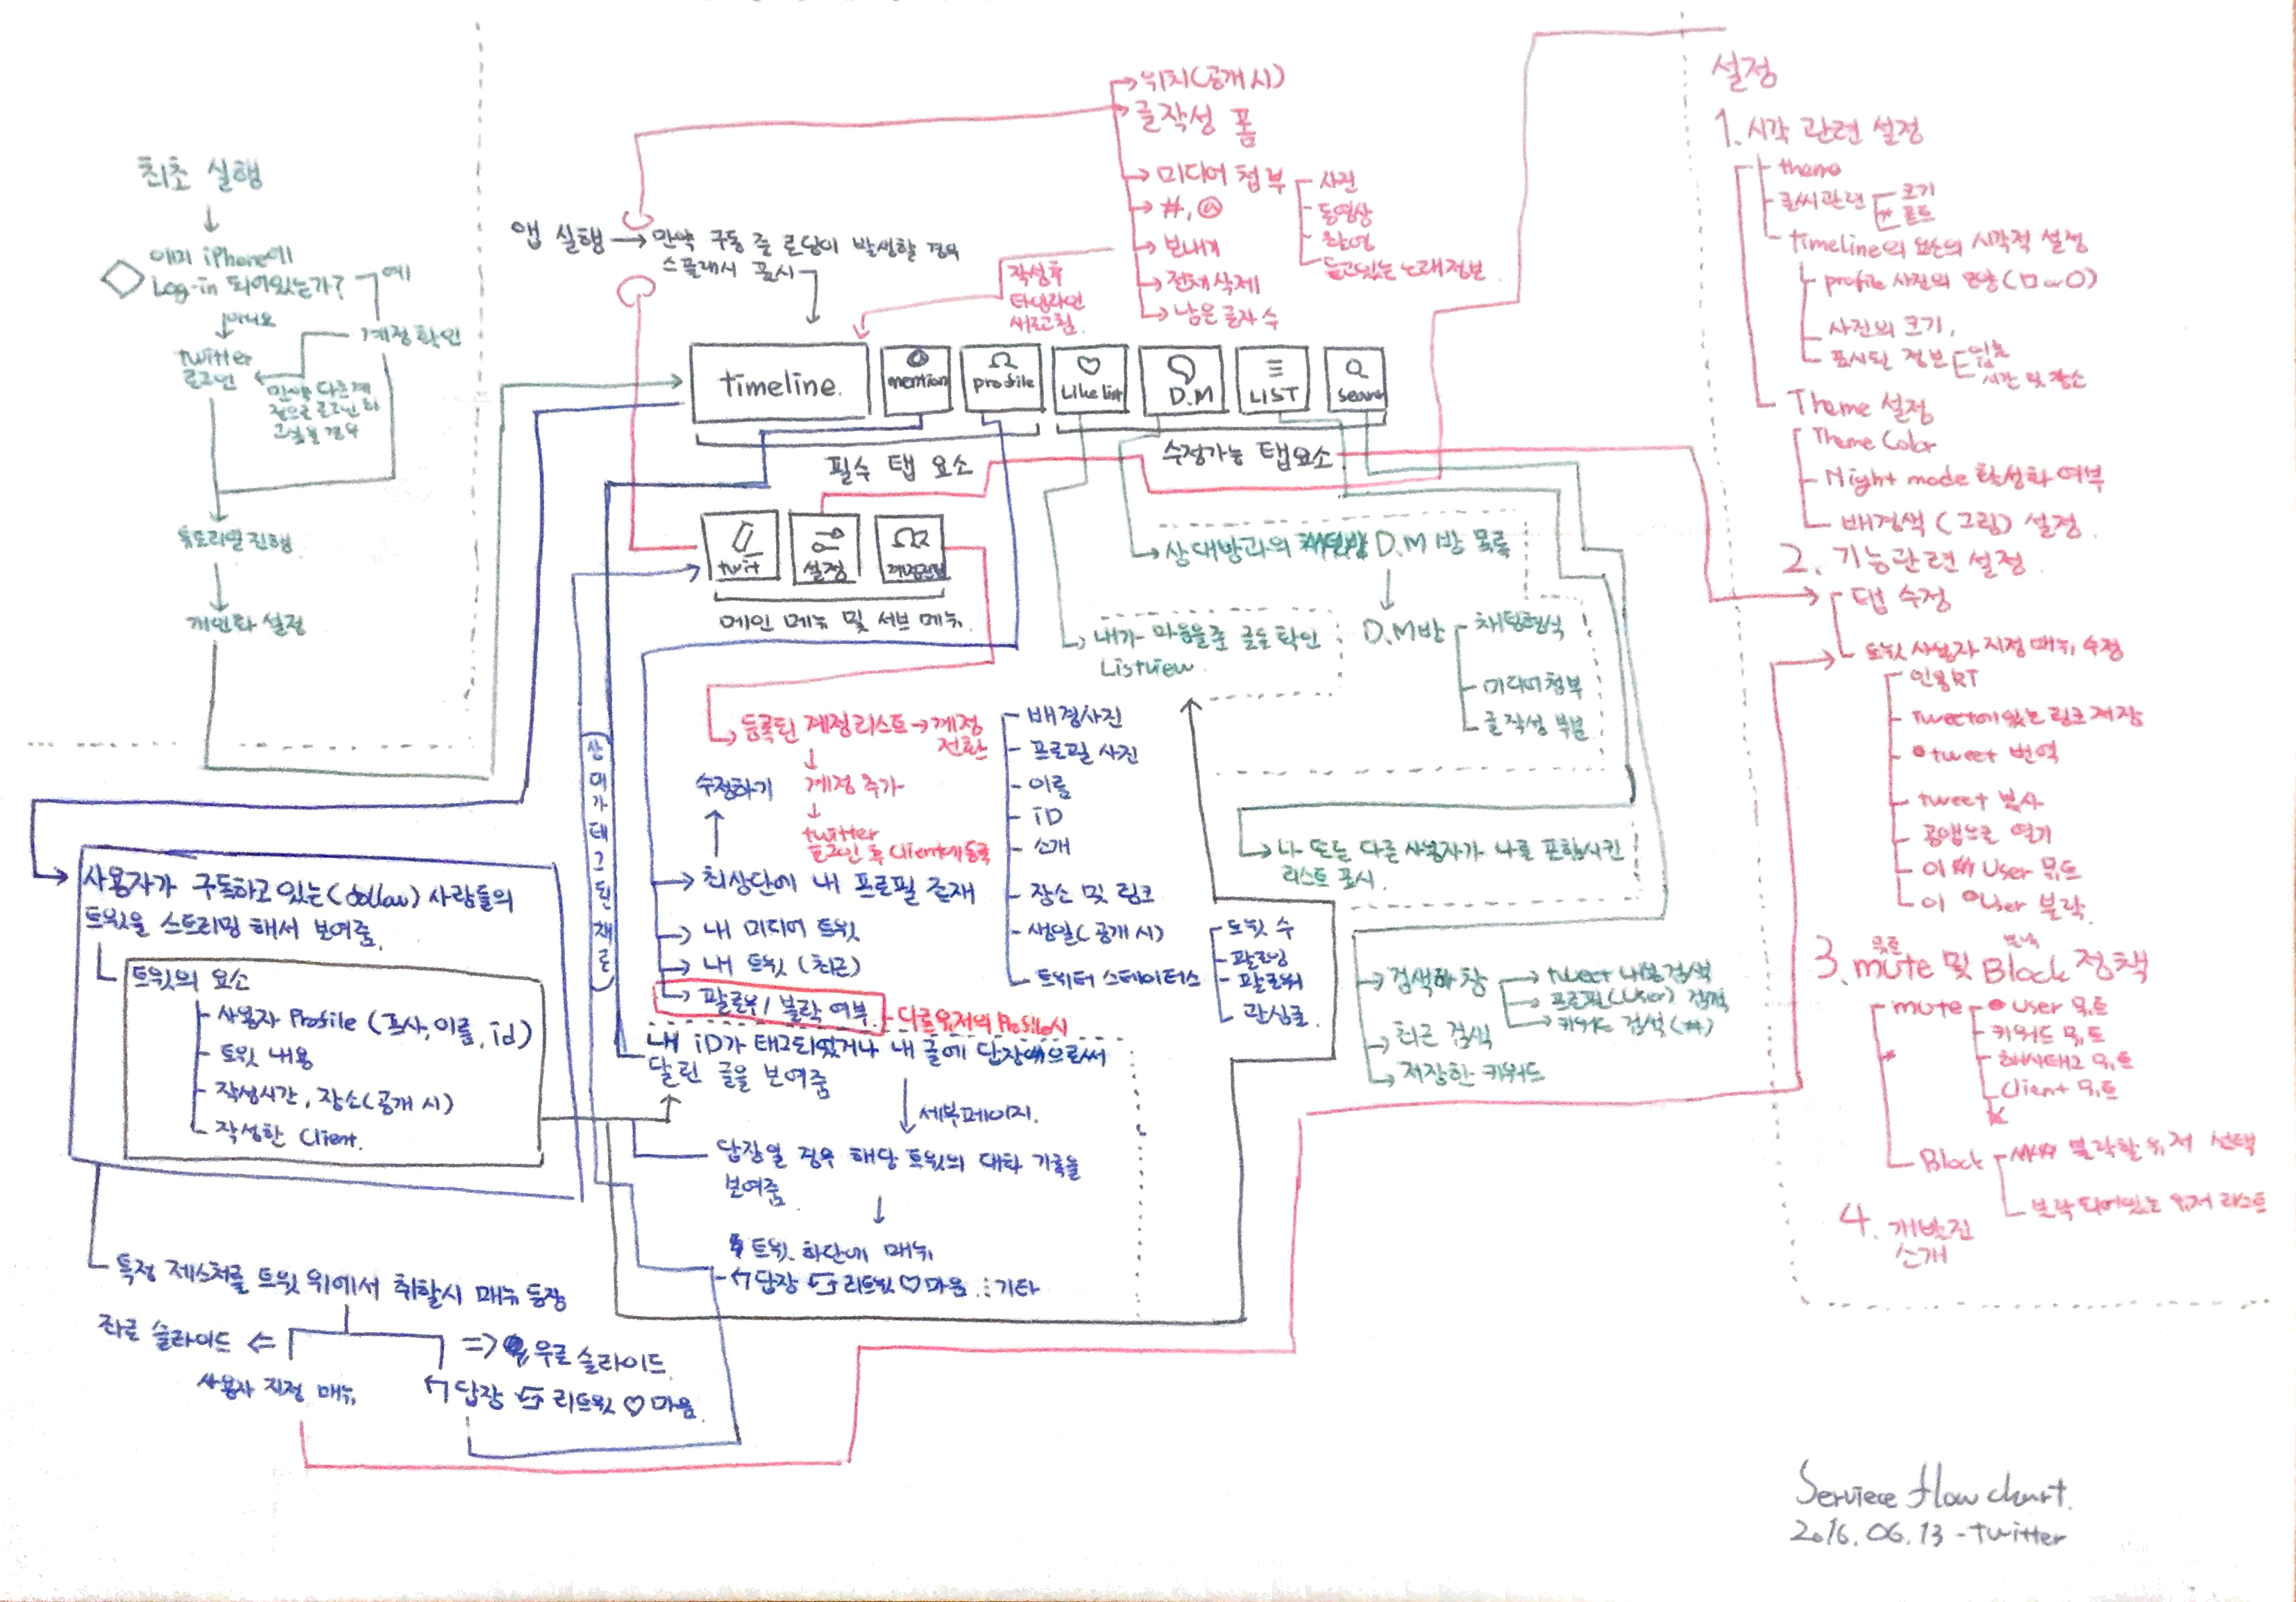 최초 실행
이미 iPhone에
Log-in 되어있는가?
예
아니요
계정확인
twitter
로그인
만약 다른 계
정으로 로그인 하
고싶을 경우
튜토리얼 진행
개인화 설정
앱 실행
만약 구동 중 로딩이 발생할 경우
스플래시 표시
위치(공개 시)
글작성 폼
미디어 첨부
사진
동영상
촬영
듣고있는 노래정보
#, @
보내기
전체삭제
남은 글자 수
작성후
타임라인
새로고침
timeline.
mention
profile
Like list
D.M
LIST
search
필수 탭 요소
수정가능 탭요소
twit
설정
계정전환
메인 메뉴 및 서브 메뉴
상대방과의 D.M 방 목록
D.M방
채팅형식
미디어첨부
글 작성 부분
내가 마음을준 글도 확인
Listview
등록된 계정리스트 → 계정
전환
계정 추가
twitter
로그인 후 Client에 등록
수정하기
최상단에 내 프로필 존재
내 미디어 트윗
내 트윗 (최근)
팔로우 / 블락 여부
다른유저의 Profile시
배경사진
프로필 사진
이름
iD
소개
장소 및 링크
생일(공개 시)
트위터 스테이터스
트윗 수
팔로잉
팔로워
관심글
나 또는 다른 사용자가 나를 포함시킨
리스트 표시.
검색하 창
tweet 내용 검색
프로필(User) 검색
키워드 검색(#)
최근 검색
저장한 키워드
상대가 태그된 채로
사용자가 구독하고 있는(follow) 사람들의
트윗을 스트리밍 해서 보여줌.
트윗의 요소
사용자 Profile (프사, 이름, id)
트윗 내용
작성시간, 장소(공개 시)
작성한 Client.
내 iD가 태그되었거나 내 글에 답장으로써
달린 글을 보여줌
세부페이지.
답장일 경우 해당 트윗의 대화 기록을
보여줌.
트윗 하단에 메뉴
답장 리트윗 ♡마음 ⋮기타
특정 제스처를 트윗 위에서 취할시 메뉴 등장
좌로 슬라이드 ⇐
사용자 지정 메뉴
=> 우로 슬라이드.
답장 리트윗 ♡ 마음.
설정
1. 시각 관련 설정
theme
글씨관련
크기
폰트
timeline의 요소의 시각적 설정
profile 사진의 모양 (□ or O)
사진의 크기,
표시된 정보
이름
시간 및 장소
Theme 설정
Theme Color
Night mode 활성화 여부
배경색 (그림) 설정
2. 기능관련 설정
탭 수정
트윗 사용자 지정 메뉴 수정
인용RT
Tweet에있는 링크 저장
tweet 번역
tweet 복사
공앱으로 열기
이 User 뮤트
이 User 블락
뮤트
블락
3. mute 및 Block 정책
mute
user 뮤트
키워드 뮤트
해시태그 뮤트
Client 뮤트
Block
블락할 유저 선택
블락 되어있는 유저 리스트
4. 개발진
소개
Serviece flow chart.
2016.06.13 - twitter